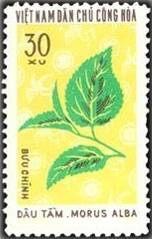 VIỆT NAM DÂN CHỦ CỘNG HÒA
30
XU
BƯU CHÍNH
DÂU TẰM . MORUS ALBA